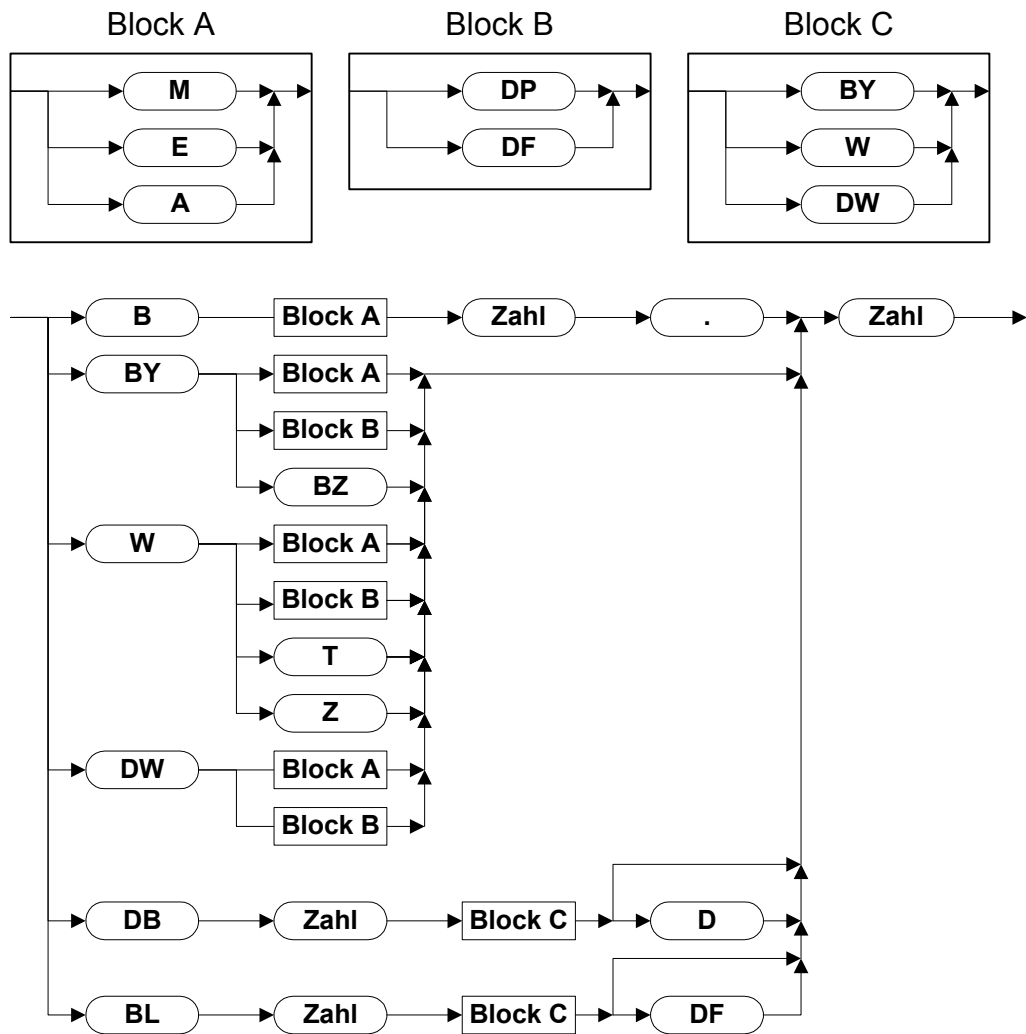 Block A Block B Block C
M DP BY
E DF W
A DW
B Block A Zahl . Zahl
BY Block A
Block B
BZ
W Block A
Block B
T
Z
DW Block A
Block B
DB Zahl Block C D
BL Zahl Block C DF